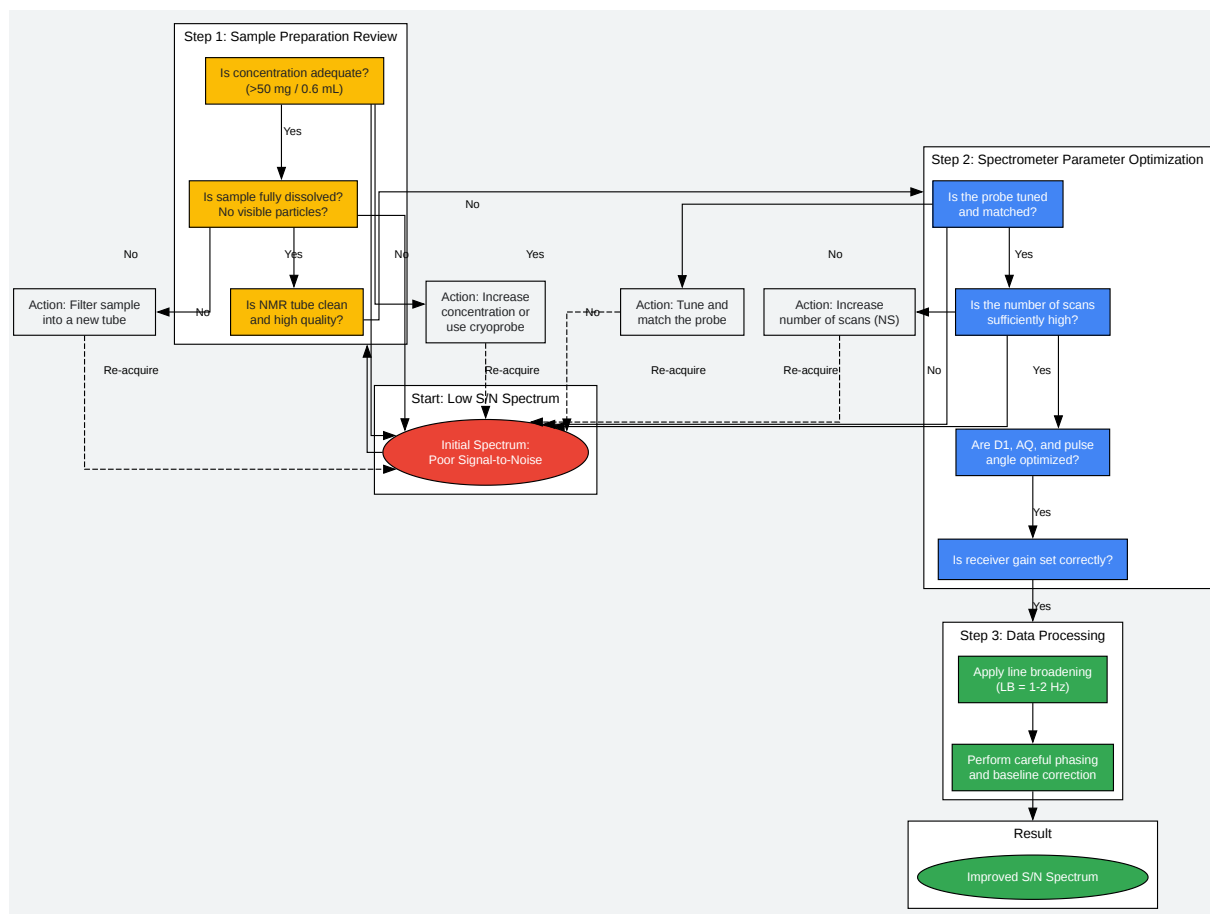 Step 1: Sample Preparation Review
Is concentration adequate?
(>50 mg / 0.6 mL)
Yes
Is sample fully dissolved?
No visible particles?
No
Yes
No
Yes
No
Is NMR tube clean
and high quality?
Action: Filter sample
into a new tube
Action: Increase
concentration or
use cryoprobe
Action: Tune and
match the probe
Action: Increase
number of scans (NS)
No
No
No
Re-acquire
Re-acquire
Re-acquire
Re-acquire
Start: Low S/N Spectrum
Initial Spectrum:
Poor Signal-to-Noise
Step 2: Spectrometer Parameter Optimization
Is the probe tuned
and matched?
Yes
Is the number of scans
sufficiently high?
No
Yes
Are D1, AQ, and pulse
angle optimized?
Yes
Is receiver gain set correctly?
Yes
Step 3: Data Processing
Apply line broadening
(LB = 1-2 Hz)
Perform careful phasing
and baseline correction
Result
Improved S/N Spectrum